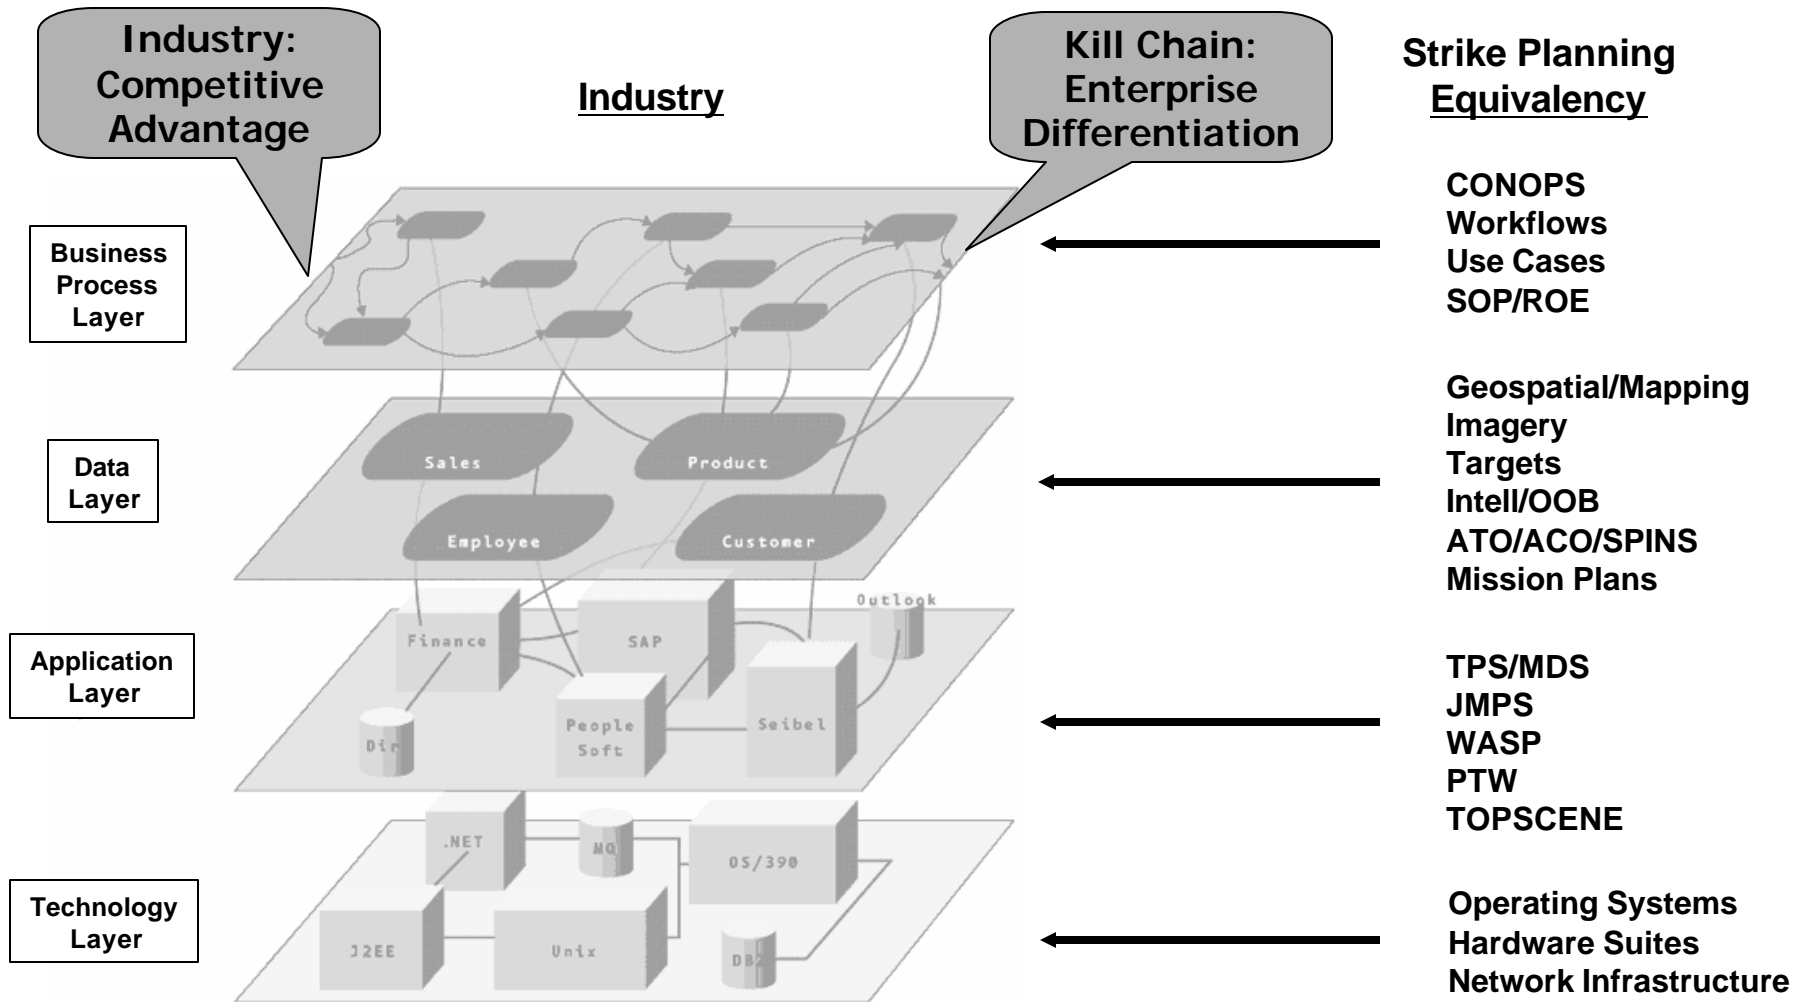 Industry:
Competitive
Advantage
Industry
Kill Chain:
Enterprise
Differentiation
Strike Planning
Equivalency
Business
Process
Layer
CONOPS
Workflows
Use Cases
SOP/ROE
Data
Layer
Sales
Product
Employee
Customer
Geospatial/Mapping
Imagery
Targets
Intell/OOB
ATO/ACO/SPINS
Mission Plans
Application
Layer
Finance
SAP
Outlook
Dir
People
Soft
Seibel
TPS/MDS
JMPS
WASP
PTW
TOPSCENE
Technology
Layer
.NET
MQ
OS/390
J2EE
Unix
DB2
Operating Systems
Hardware Suites
Network Infrastructure